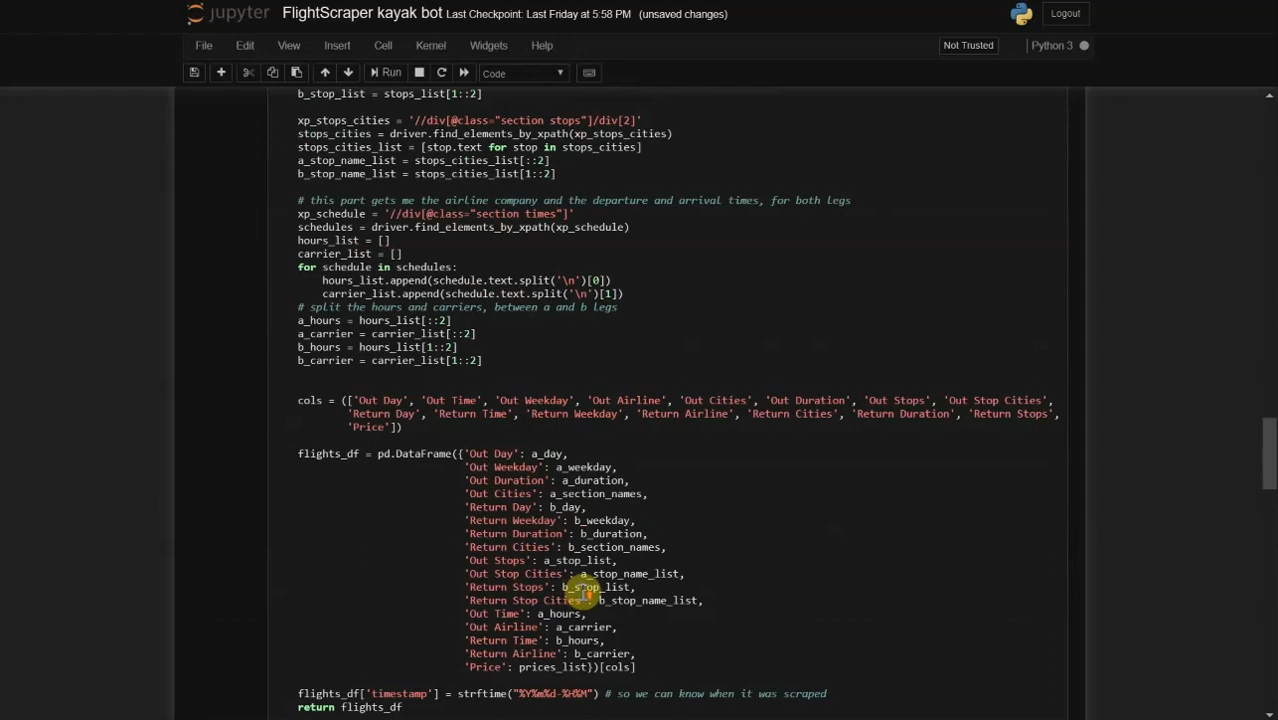 jupyter FlightScraper kayak bot Last Checkpoint: Last Friday at 5:58 PM (unsaved changes) Logout
File Edit View Insert Cell Kernel Widgets Help Not Trusted Python 3
Run Code
b_stop_list = stops_list[1::2]
xp_stops_cities = '//div[@class="section stops"]/div[2]'
stops_cities = driver.find_elements_by_xpath(xp_stops_cities)
stops_cities_list = [stop.text for stop in stops_cities]
a_stop_name_list = stops_cities_list[::2]
b_stop_name_list = stops_cities_list[1::2]
# this part gets me the airline company and the departure and arrival times, for both legs
xp_schedule = '//div[@class="section times"]'
schedules = driver.find_elements_by_xpath(xp_schedule)
hours_list = []
carrier_list = []
for schedule in schedules:
hours_list.append(schedule.text.split('\n')[0])
carrier_list.append(schedule.text.split('\n')[1])
# split the hours and carriers, between a and b legs
a_hours = hours_list[::2]
a_carrier = carrier_list[::2]
b_hours = hours_list[1::2]
b_carrier = carrier_list[1::2]
cols = (['Out Day', 'Out Time', 'Out Weekday', 'Out Airline', 'Out Cities', 'Out Duration', 'Out Stops', 'Out Stop Cities',
'Return Day', 'Return Time', 'Return Weekday', 'Return Airline', 'Return Cities', 'Return Duration', 'Return Stops',
'Price'])
flights_df = pd.DataFrame({'Out Day': a_day,
'Out Weekday': a_weekday,
'Out Duration': a_duration,
'Out Cities': a_section_names,
'Return Day': b_day,
'Return Weekday': b_weekday,
'Return Duration': b_duration,
'Return Cities': b_section_names,
'Out Stops': a_stop_list,
'Out Stop Cities': a_stop_name_list,
'Return Stops': b_stop_list,
'Return Stop Cities': b_stop_name_list,
'Out Time': a_hours,
'Out Airline': a_carrier,
'Return Time': b_hours,
'Return Airline': b_carrier,
'Price': prices_list})[cols]
flights_df['timestamp'] = strftime("%Y%m%d-%H%M") # so we can know when it was scraped
return flights_df